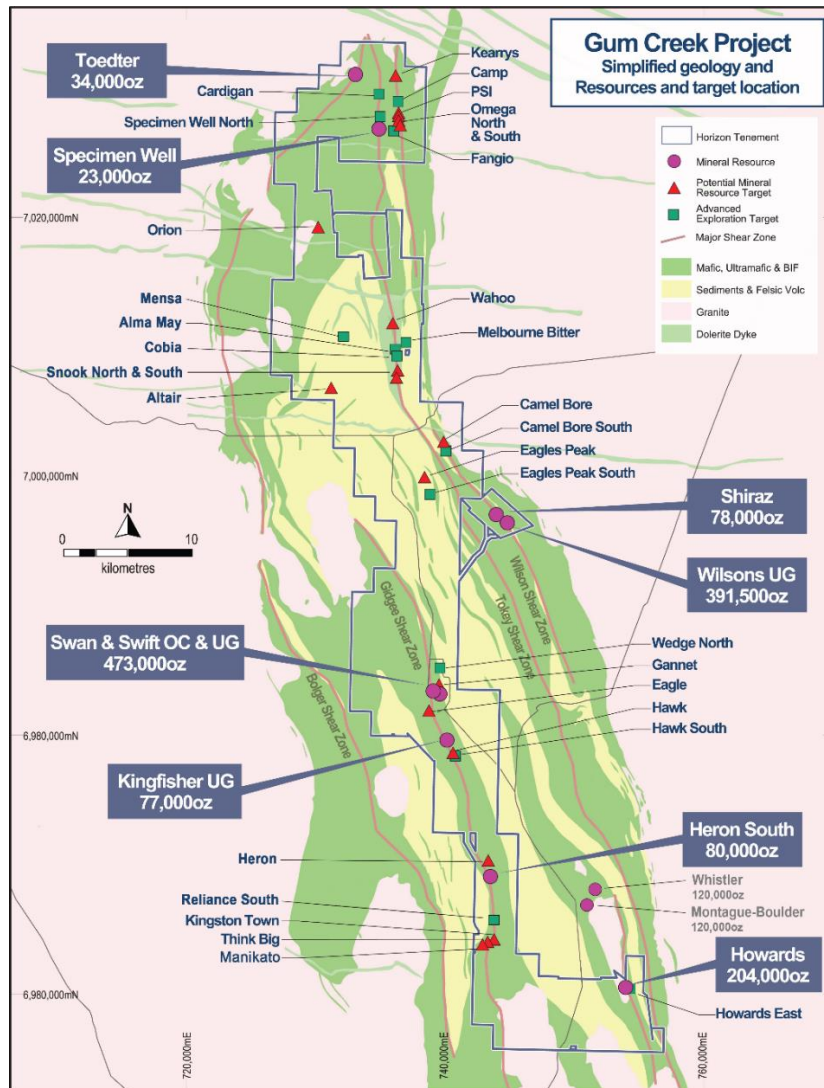 Gum Creek Project
Simplified geology and
Resources and target location
Horizon Tenement
Mineral Resource
Potential Mineral
Resource Target
Advanced
Exploration Target
Major Shear Zone
Mafic, Ultramafic & BIF
Sediments & Felsic Volc
Granite
Dolerite Dyke
Toedter
34,000oz
Kearrys
Cardigan
Camp
PSI
Specimen Well North
Omega
North
& South
Fangio
Specimen Well
23,000oz
7,020,000mN
Orion
Mensa
Wahoo
Alma May
Melbourne Bitter
Cobia
Snook North & South
Altair
Camel Bore
Camel Bore South
Eagles Peak
Eagles Peak South
7,000,000mN
N
0
10
kilometres
Shiraz
78,000oz
Wilsons UG
391,500oz
Wilson Shear Zone
Tokay Shear Zone
Gidgee Shear Zone
Bolger Shear Zone
Swan & Swift OC & UG
473,000oz
Wedge North
Gannet
Eagle
Hawk
Hawk South
6,980,000mN
Kingfisher UG
77,000oz
Heron South
80,000oz
Heron
Whistler
120,000oz
Montague-Boulder
120,000oz
Reliance South
Kingston Town
Think Big
Manikato
Howards
204,000oz
6,980,000mN
Howards East
720,000mE
740,000mE
760,000mE